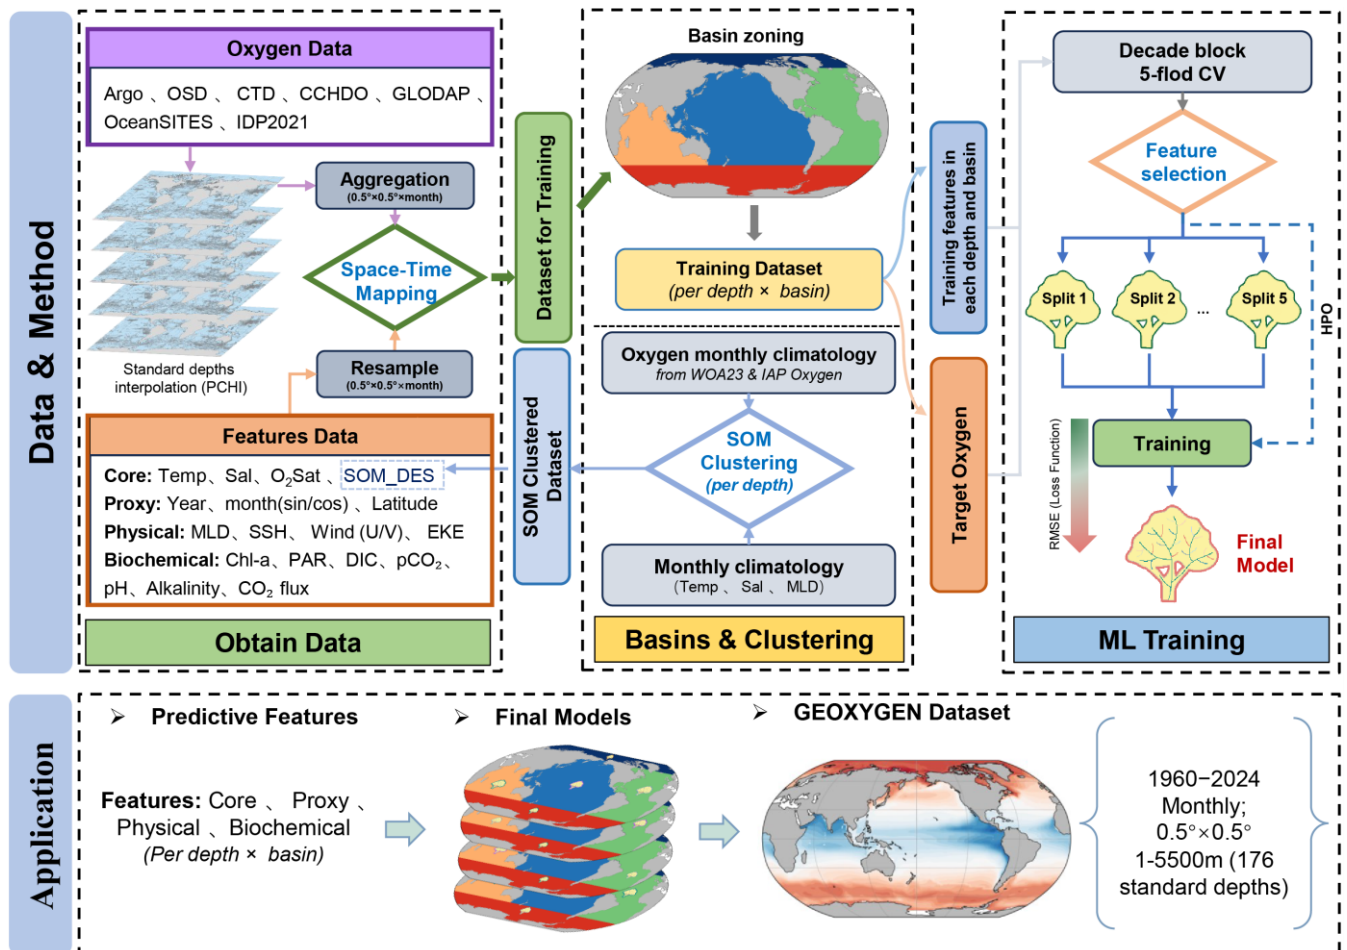 Data & Method
Oxygen Data
Argo 、OSD 、 CTD 、CCHDO 、GLODAP 、
OceanSITES 、IDP2021
Aggregation
(0.5°×0.5°×month)
Space-Time
Mapping
Standard depths
interpolation (PCHI)
Resample
(0.5°×0.5°×month)
Features Data
Core: Temp、Sal、O₂Sat 、SOM_DES
Proxy: Year、month(sin/cos) 、Latitude
Physical: MLD、SSH、 Wind (U/V)、 EKE
Biochemical: Chl-a、PAR、DIC、pCO₂、
pH、Alkalinity、CO₂ flux
Obtain Data
Dataset for Training
SOM Clustered
Dataset
Basin zoning
Training Dataset
(per depth × basin)
Oxygen monthly climatology
from WOA23 & IAP Oxygen
SOM
Clustering
(per depth)
Monthly climatology
(Temp 、 Sal 、 MLD)
Basins & Clustering
Training features in
each depth and basin
Target Oxygen
Decade block
5-flod CV
Feature
selection
Split 1
Split 2
...
Split 5
HPO
Training
RMSE (Loss Function)
Final
Model
ML Training
Application
➢ Predictive Features
Features: Core 、 Proxy 、
Physical 、Biochemical
(Per depth × basin)
➢ Final Models
➢ GEOXYGEN Dataset
1960−2024
Monthly;
0.5°×0.5°
1-5500m (176
standard depths)